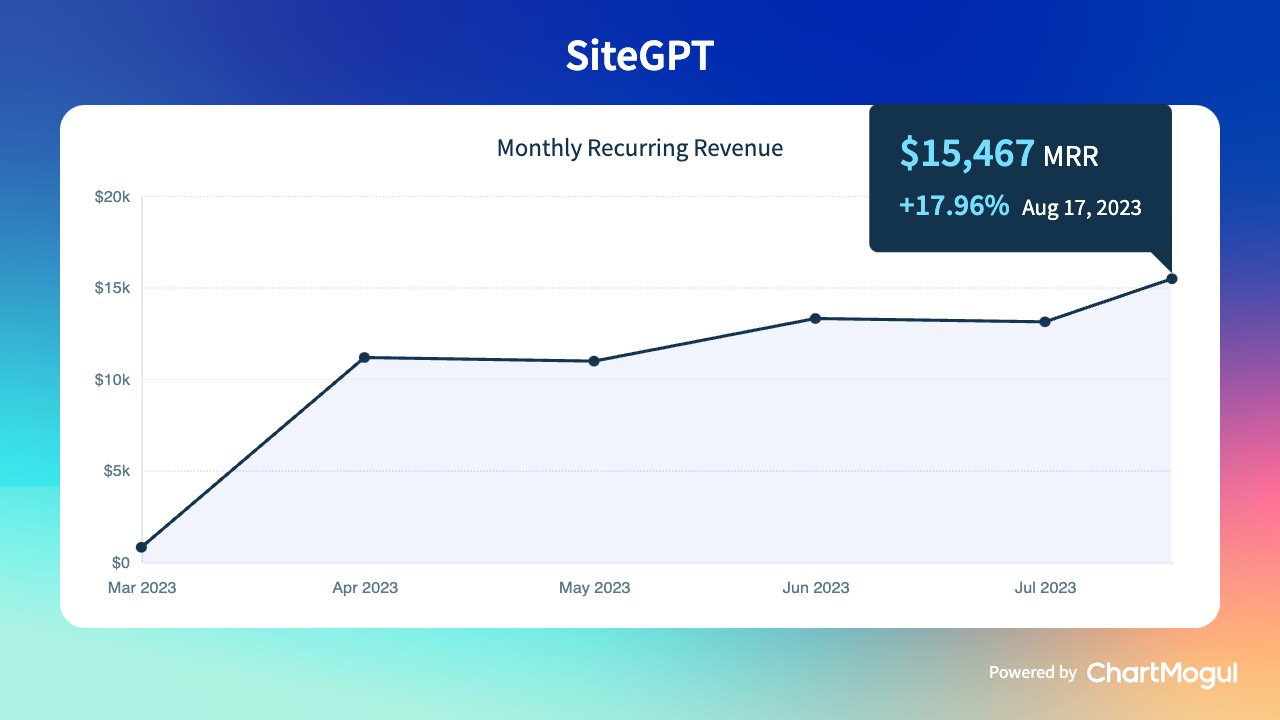 SiteGPT
Monthly Recurring Revenue
$15,467 MRR
+17.96% Aug 17, 2023
$20k
$15k
$10k
$5k
$0
Mar 2023 Apr 2023 May 2023 Jun 2023 Jul 2023
Powered by ChartMogul